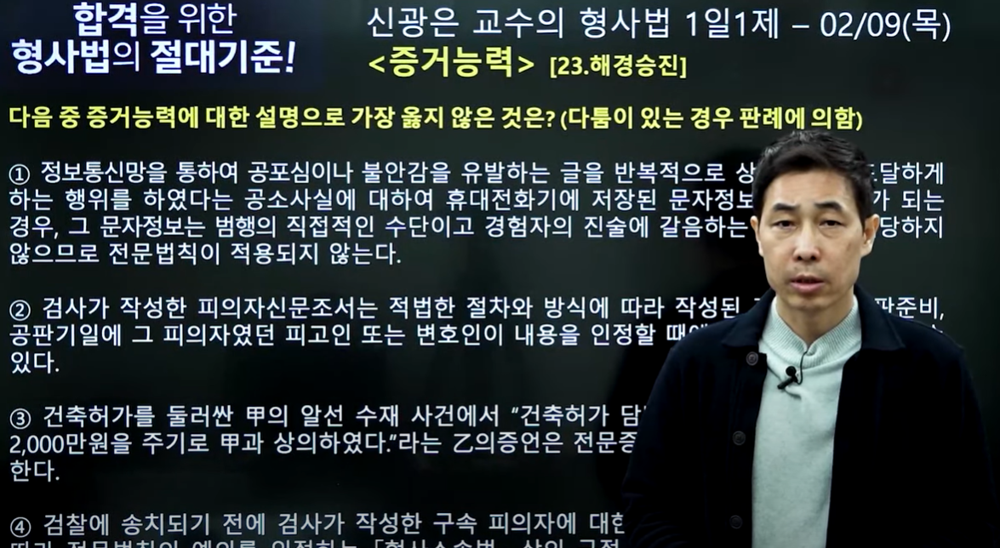 합격을 위한
형사법의 절대기준!
신광은 교수의 형사법 1일1제 – 02/09(목)
<증거능력> [23.해경승진]
다음 중 증거능력에 대한 설명으로 가장 옳지 않은 것은? (다툼이 있는 경우 판례에 의함)
① 정보통신망을 통하여 공포심이나 불안감을 유발하는 글을 반복적으로 도달하게
하는 행위를 하였다는 공소사실에 대하여 휴대전화기에 저장된 문자정보 가 되는
경우, 그 문자정보는 범행의 직접적인 수단이고 경험자의 진술에 갈음하는 당하지
않으므로 전문법칙이 적용되지 않는다.
② 검사가 작성한 피의자신문조서는 적법한 절차와 방식에 따라 작성된 판준비,
공판기일에 그 피의자였던 피고인 또는 변호인이 내용을 인정할 때에
있다.
③ 건축허가를 둘러싼 甲의 알선 수재 사건에서 “건축허가
2,000만원을 주기로 甲과 상의하였다.”라는 乙의증언은
한다.
④ 검찰에 송치되기 전에 검사가 작성한 구속 피의자에
따라 전문법칙의 예외를 인정하는 「형사소송법」상의